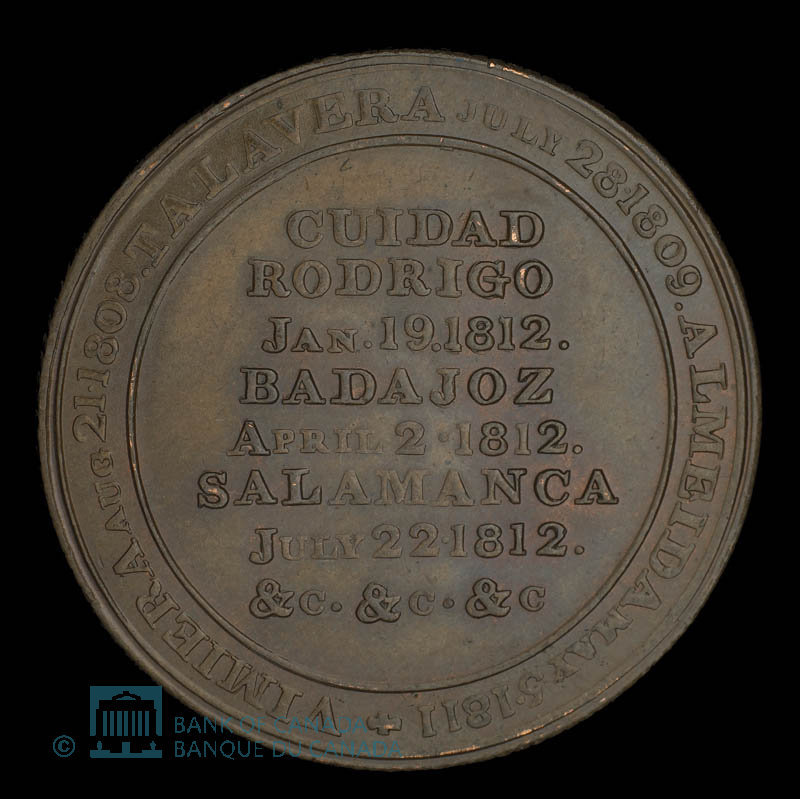 VIMIERA AUG 21·1808·TALAVERA JULY 28·1809·ALMEIDA MAY 5·1811 +
CUIDAD
RODRIGO
JAN. 19.1812.
BADAJOZ
APRIL 2·1812.
SALAMANCA
JULY 22·1812.
&C. &C. &C
© BANK OF CANADA
BANQUE DU CANADA